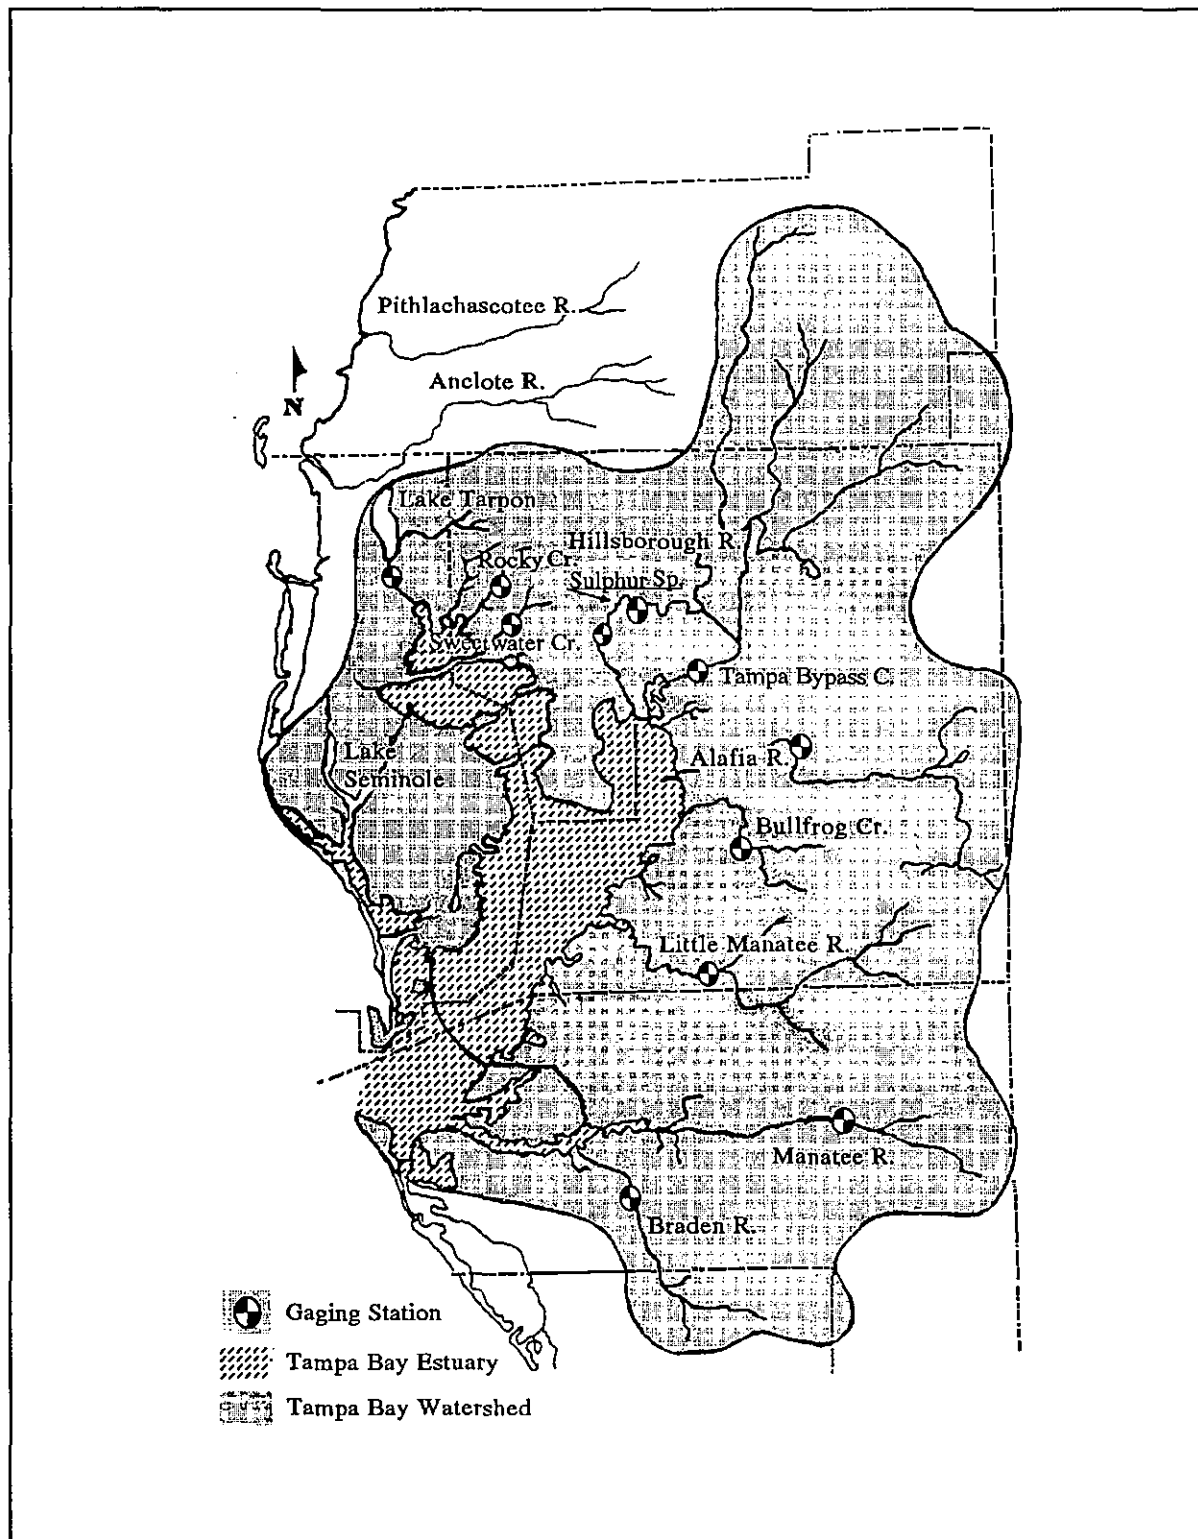 Pithlachascotee R.
Anclote R.
N
Lake Tarpon
Hillsborough R.
Rocky Cr.
Sulphur Sp.
Sweetwater Cr.
Tampa Bypass C.
Lake
Seminole
Alafia R.
Bullfrog Cr.
Little Manatee R.
Manatee R.
Braden R.
Gaging Station
Tampa Bay Estuary
Tampa Bay Watershed